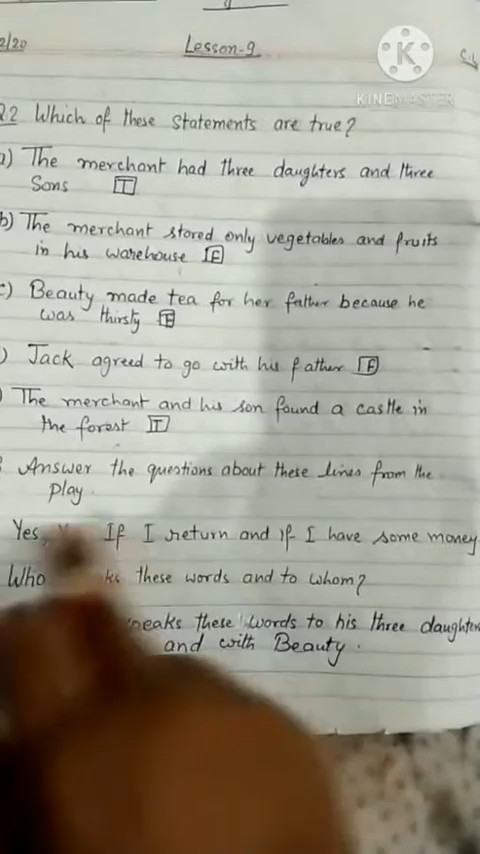 2/20
Lesson-9
KINEMASTER
Q.2 Which of these Statements are true?
a) The merchant had three daughters and three
Sons T
b) The merchant stored only vegetables and fruits
in his warehouse F
c) Beauty made tea for her father because he
was thirsty F
) Jack agreed to go with his father F
) The merchant and his son found a castle in
the forest T
Answer the questions about these lines from the
play.
Yes, If I return and if I have some money
Who these words and to whom?
peaks these words to his three daughters
and with Beauty.